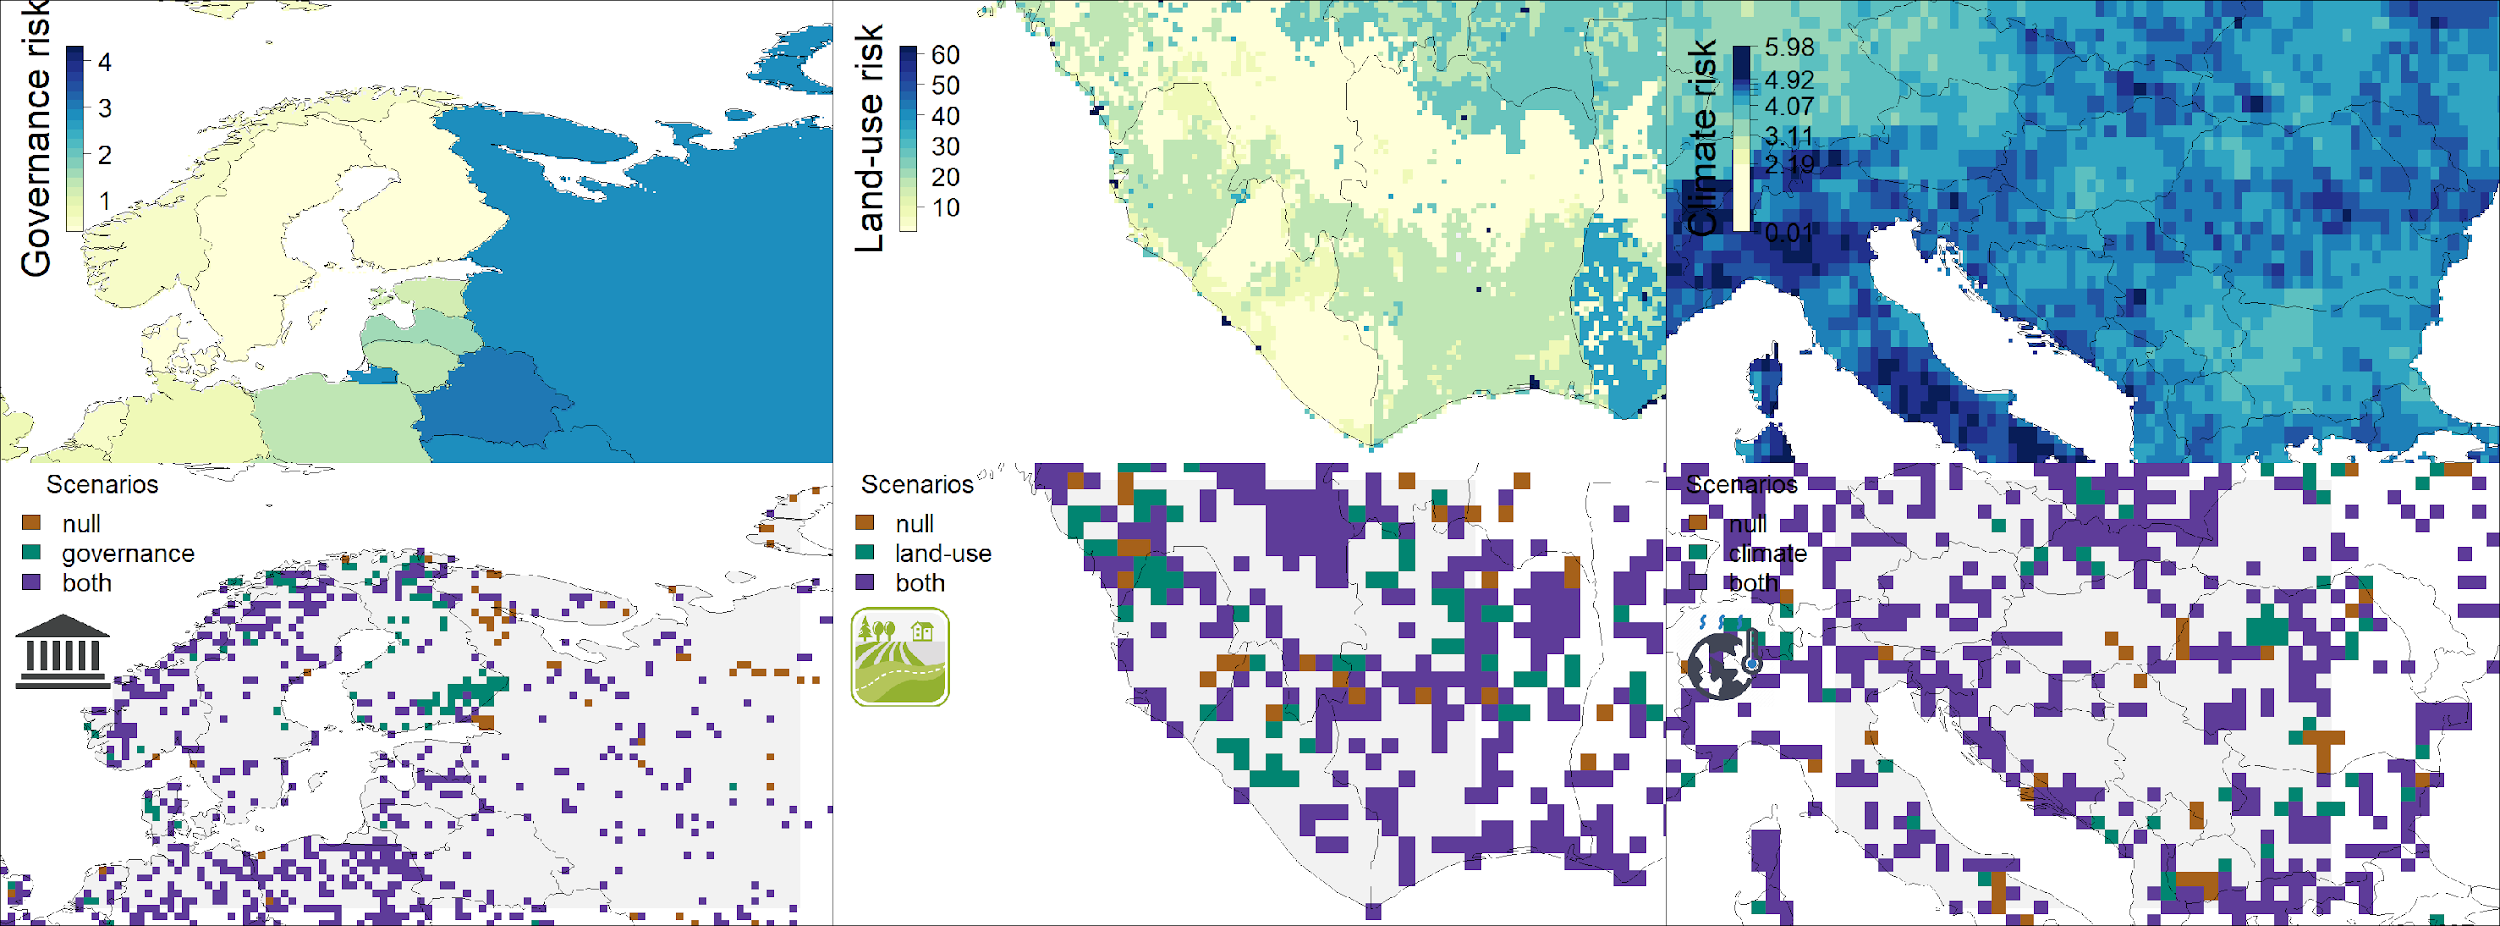 Governance risk
4
3
2
1
Land-use risk
60
50
40
30
20
10
Climate risk
5.98
4.92
4.07
3.11
2.19
0.01
Scenarios
null
governance
both
Scenarios
null
land-use
both
Scenarios
null
climate
both